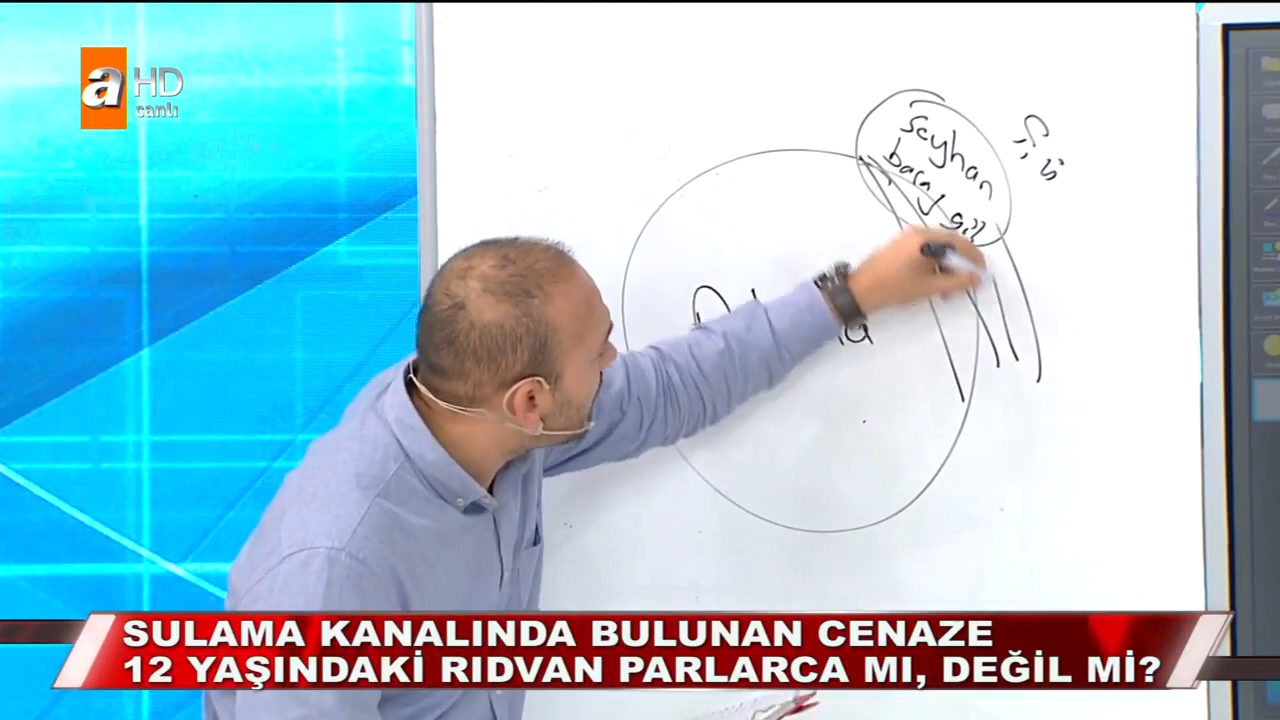 a HD
canlı
Seyhan
baraj göl
Ç.Ü
SULAMA KANALINDA BULUNAN CENAZE
12 YAŞINDAKİ RIDVAN PARLARCA MI, DEĞİL Mİ?